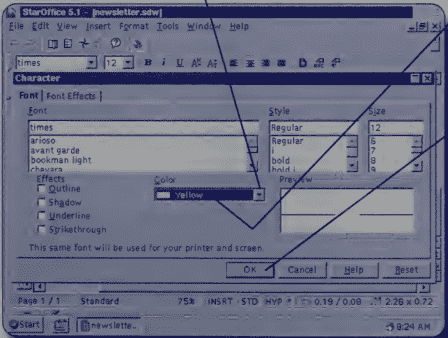 StarOffice 5.1 - [newsletter.sdw]
File Edit View Insert Format Tools Window Help
times 12 B i U
Character
Font Font Effects
Font Style Size
times Regular 12
arioso Regular 6
avant garde i 7
bookman light bold 8
chevara bold i 9
Effects Color Preview
Outline
Shadow Yellow
Underline
Strikethrough
This same font will be used for your printer and screen.
OK Cancel Help Reset
Page 1 / 1 Standard 75% INSRT STD HYP 0.19 / 0.08 2.26 x 0.72
Start newslette... 8:24 AM